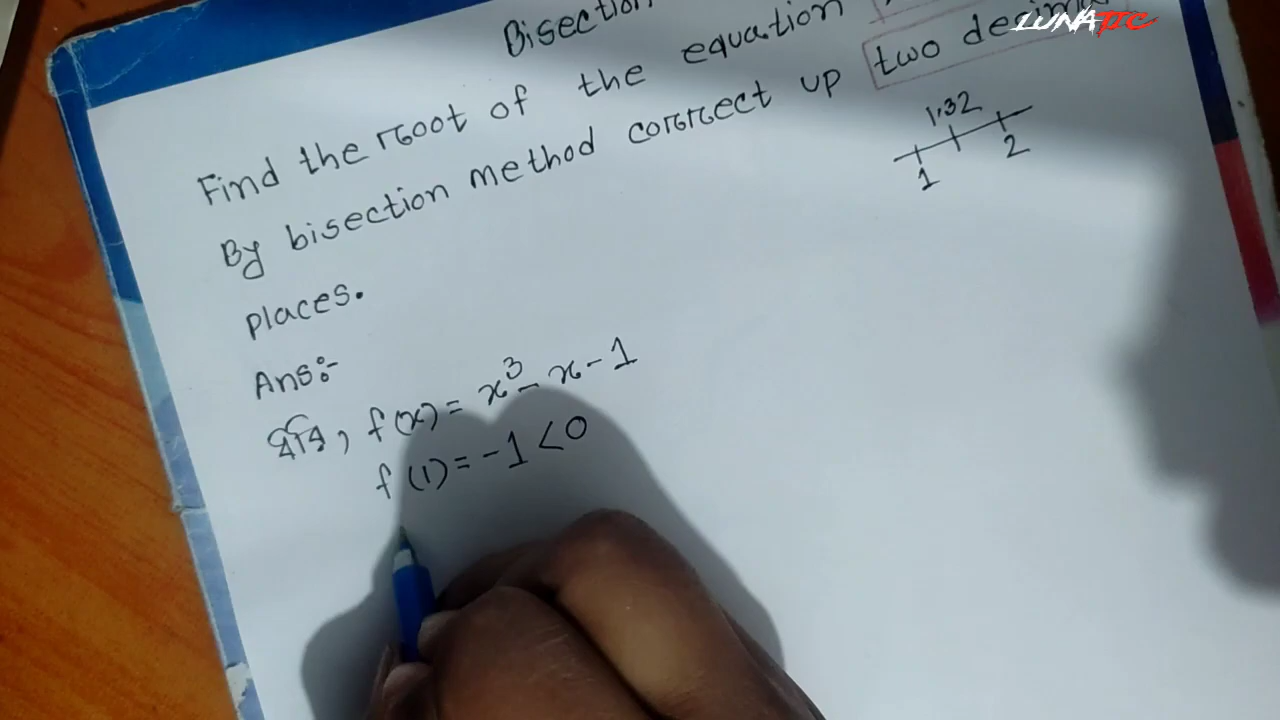 Bisection
Find the root of the equation
By bisection method correct up two decimal
places.
LUNATIC
1.32
1 2
Ans:-
ধরি, f(x) = x³ - x - 1
f(1) = -1 < 0